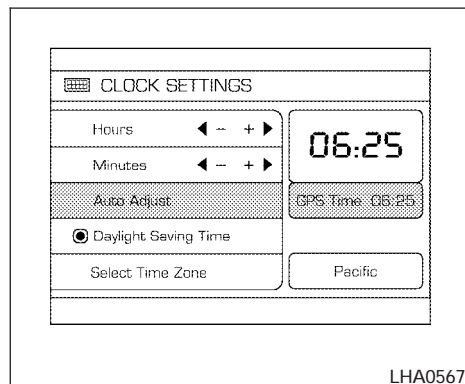 CLOCK SETTINGS
Hours - +
Minutes - +
Auto Adjust
Daylight Saving Time
Select Time Zone
06:25
GPS Time 06:25
Pacific
LHA0567